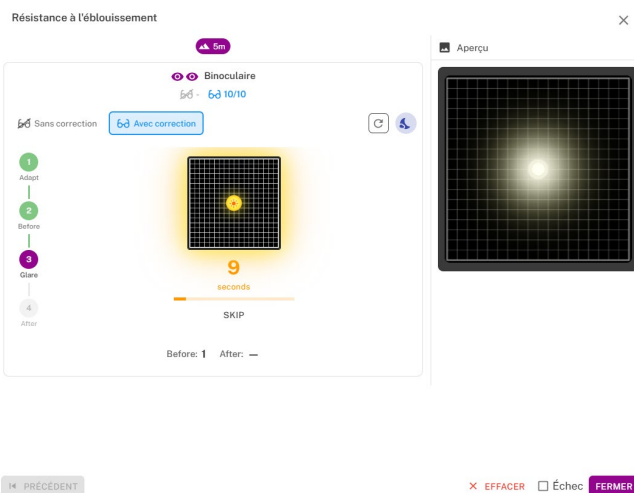 Résistance à l'éblouissement
5m
Aperçu
Binoculaire
- 10/10
Sans correction
Avec correction
1
Adapt
2
Before
3
Glare
4
After
9
seconds
SKIP
Before: 1 After: —
PRÉCÉDENT
EFFACER
Échec
FERMER